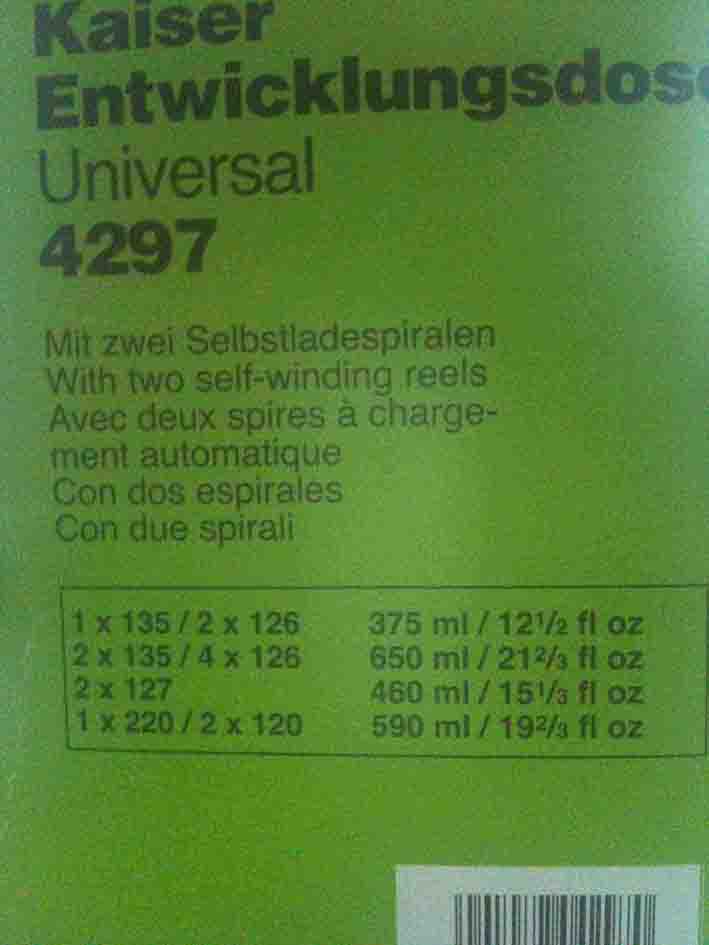 Kaiser
Entwicklungsdose
Universal
4297
Mit zwei Selbstladespiralen
With two self-winding reels
Avec deux spires à charge-
ment automatique
Con dos espirales
Con due spirali
1 x 135 / 2 x 126 375 ml / 12½ fl oz
2 x 135 / 4 x 126 650 ml / 21⅔ fl oz
2 x 127 460 ml / 15⅓ fl oz
1 x 220 / 2 x 120 590 ml / 19⅔ fl oz